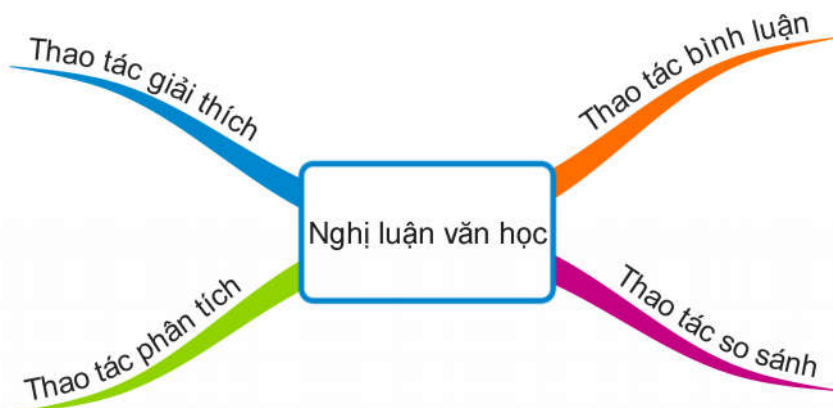 Thao tác giải thích
Thao tác bình luận
Nghị luận văn học
Thao tác phân tích
Thao tác so sánh